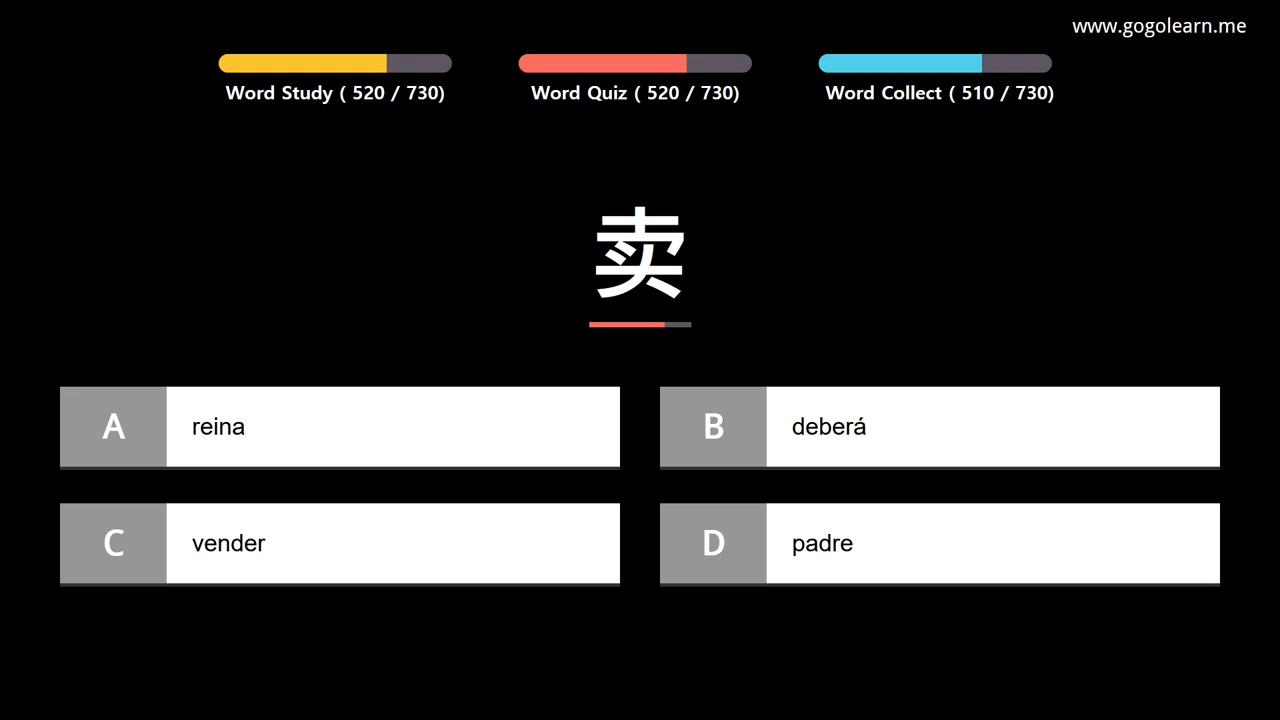 www.gogolearn.me
Word Study ( 520 / 730)
Word Quiz ( 520 / 730)
Word Collect ( 510 / 730)
卖
A reina
B deberá
C vender
D padre